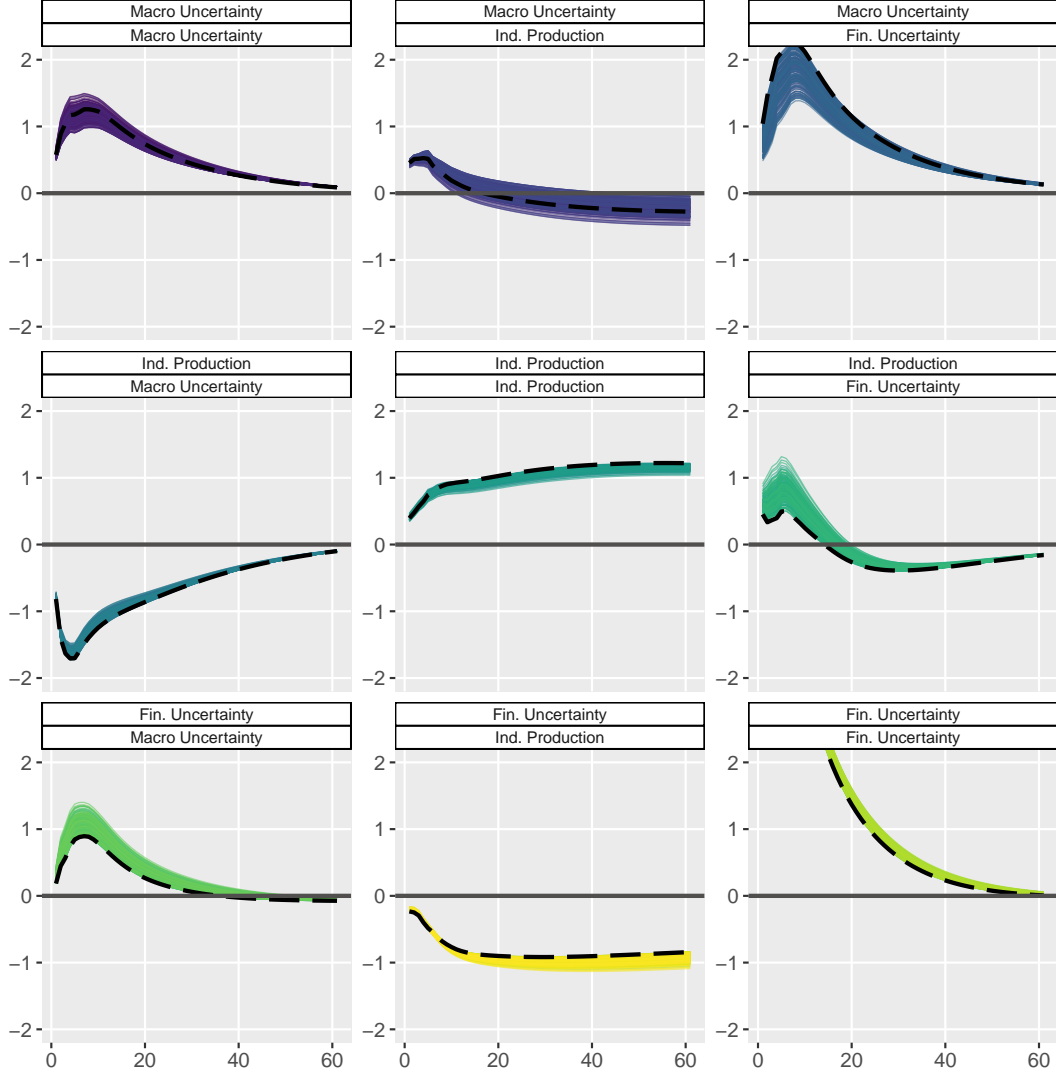 Macro Uncertainty Macro Uncertainty Macro Uncertainty
Macro Uncertainty Ind. Production Fin. Uncertainty
2 2 2
1 1 1
0 0 0
−1 −1 −1
−2 −2 −2
Ind. Production Ind. Production Ind. Production
Macro Uncertainty Ind. Production Fin. Uncertainty
2 2 2
1 1 1
0 0 0
−1 −1 −1
−2 −2 −2
Fin. Uncertainty Fin. Uncertainty Fin. Uncertainty
Macro Uncertainty Ind. Production Fin. Uncertainty
2 2 2
1 1 1
0 0 0
−1 −1 −1
−2 −2 −2
0 20 40 60 0 20 40 60 0 20 40 60